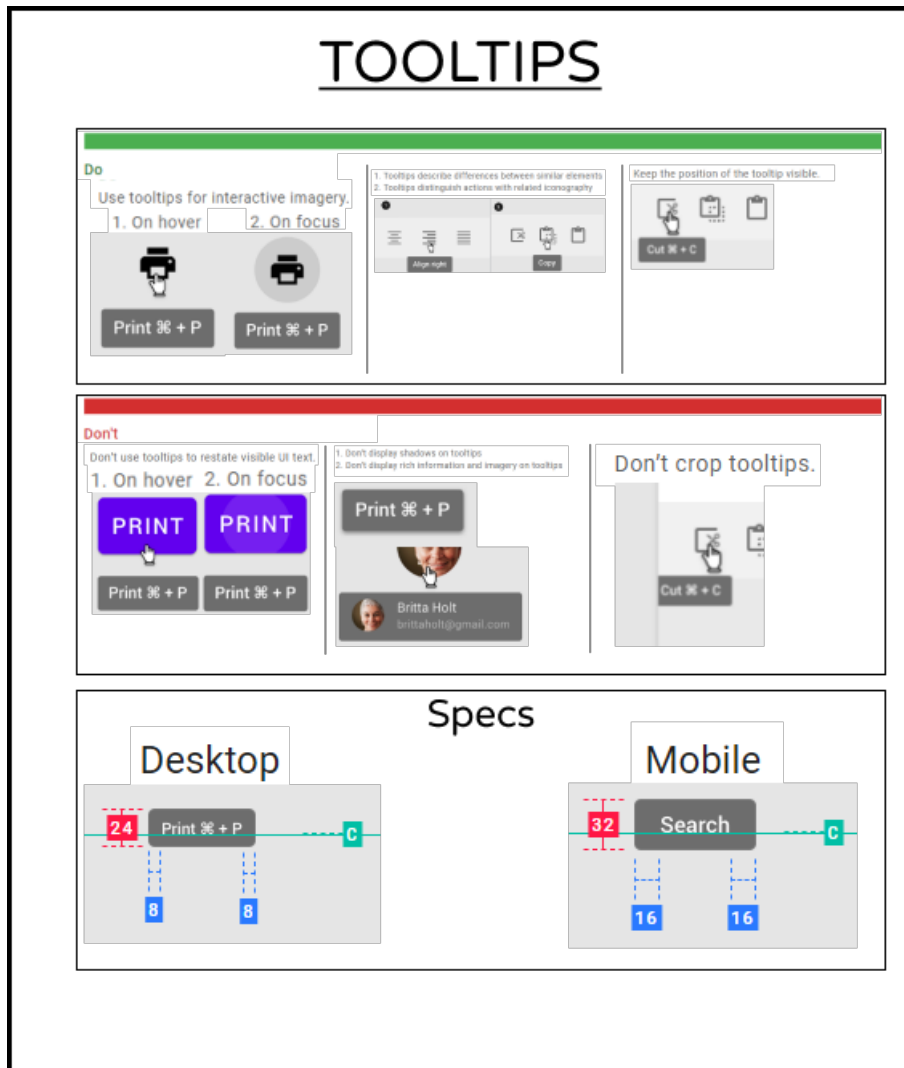 TOOLTIPS
Do
Use tooltips for interactive imagery.
1. On hover 2. On focus
Print ⌘ + P Print ⌘ + P
1. Tooltips describe differences between similar elements
2. Tooltips distinguish actions with related iconography
Align right Copy
Keep the position of the tooltip visible.
Cut ⌘ + C
Don't
Don't use tooltips to restate visible UI text.
1. On hover 2. On focus
PRINT PRINT
Print ⌘ + P Print ⌘ + P
1. Don't display shadows on tooltips
2. Don't display rich information and imagery on tooltips
Print ⌘ + P
Britta Holt
brittaholt@gmail.com
Don't crop tooltips.
Cut ⌘ + C
Specs
Desktop
24 Print ⌘ + P C
8 8
Mobile
32 Search C
16 16